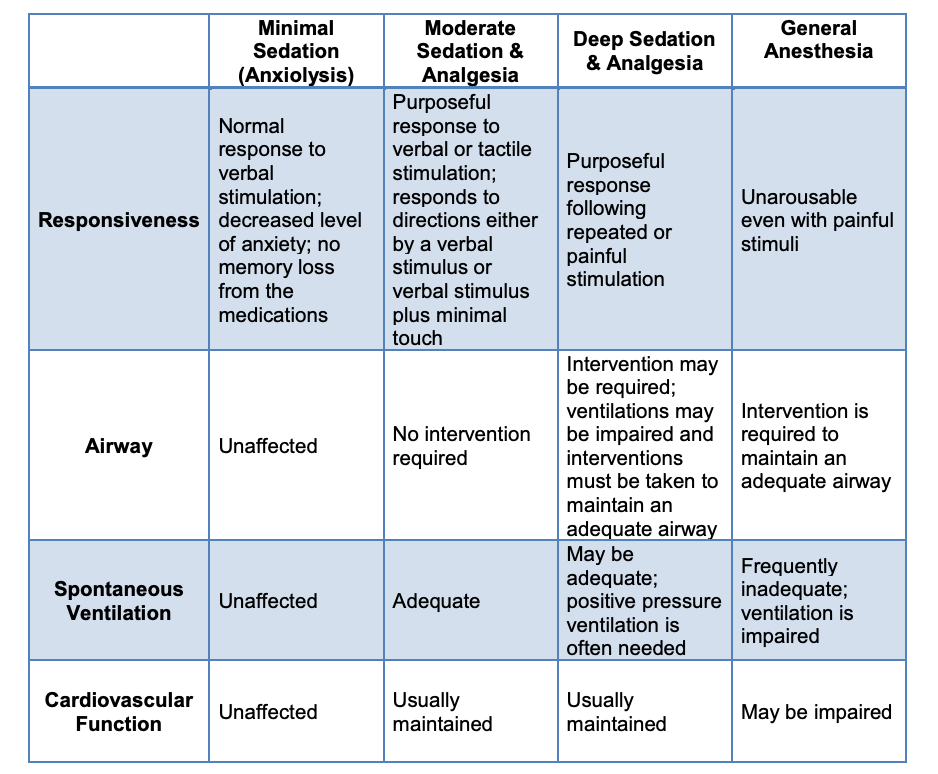 Minimal
Sedation
(Anxiolysis)
Moderate
Sedation &
Analgesia
Deep Sedation
& Analgesia
General
Anesthesia
Responsiveness
Normal
response to
verbal
stimulation;
decreased level
of anxiety; no
memory loss
from the
medications
Purposeful
response to
verbal or tactile
stimulation;
responds to
directions either
by a verbal
stimulus or
verbal stimulus
plus minimal
touch
Purposeful
response
following
repeated or
painful
stimulation
Unarousable
even with painful
stimuli
Airway
Unaffected
No intervention
required
Intervention may
be required;
ventilations may
be impaired and
interventions
must be taken to
maintain an
adequate airway
Intervention is
required to
maintain an
adequate airway
Spontaneous
Ventilation
Unaffected
Adequate
May be
adequate;
positive pressure
ventilation is
often needed
Frequently
inadequate;
ventilation is
impaired
Cardiovascular
Function
Unaffected
Usually
maintained
Usually
maintained
May be impaired